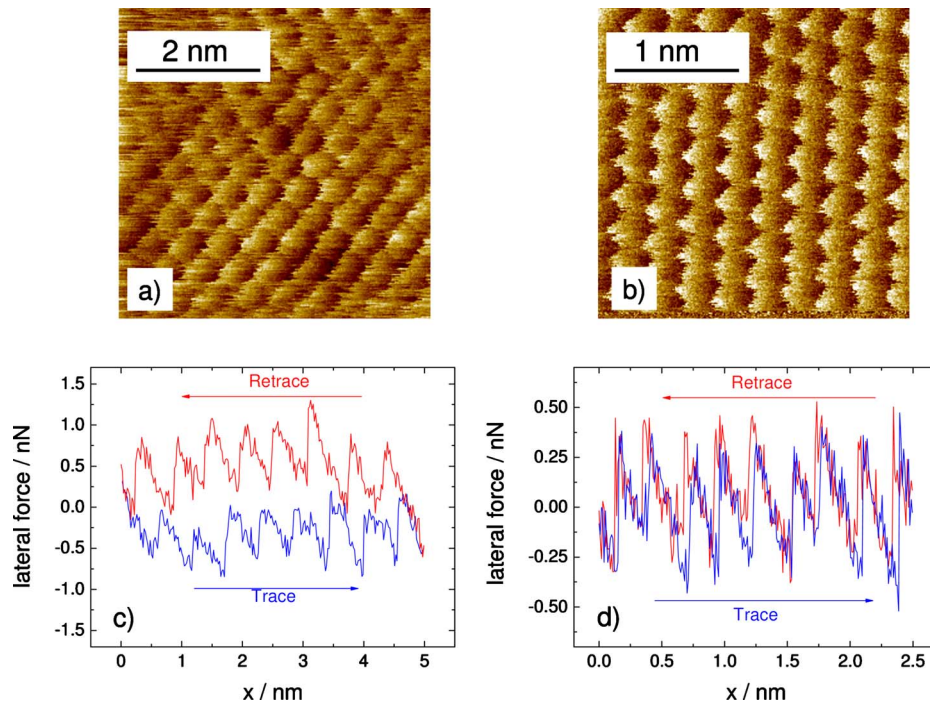 2 nm
a)
1 nm
b)
1.5
1.0
0.5
0.0
-0.5
-1.0
-1.5
lateral force / nN
Retrace
Trace
c)
0 1 2 3 4 5
x / nm
0.50
0.25
0.00
-0.25
-0.50
lateral force / nN
Retrace
Trace
d)
0.0 0.5 1.0 1.5 2.0 2.5
x / nm